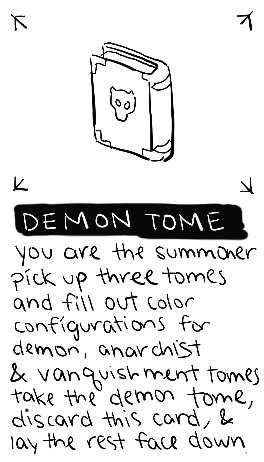 DEMON TOME
you are the summoner
pick up three tomes
and fill out color
configurations for
demon, anarchist
& vanquishment tomes
take the demon tome,
discard this card, &
lay the rest face down